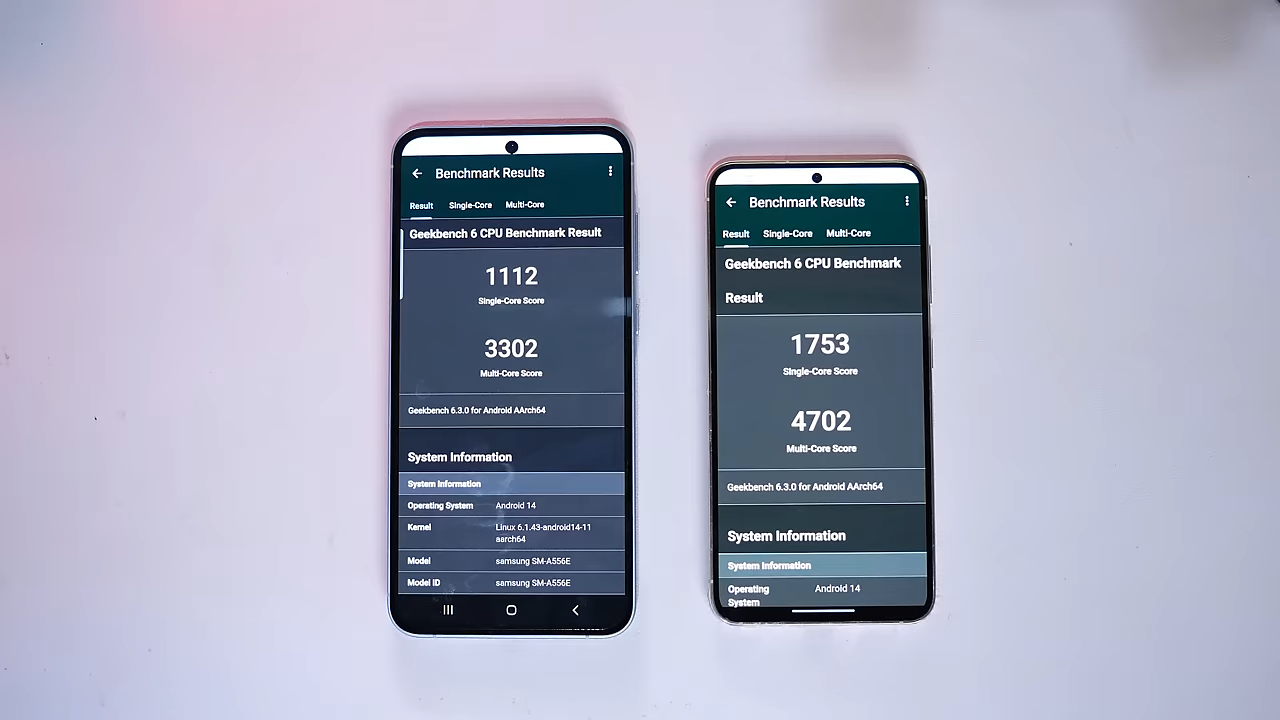 Benchmark Results
Result Single-Core Multi-Core
Geekbench 6 CPU Benchmark Result
1112
Single-Core Score
3302
Multi-Core Score
Geekbench 6.3.0 for Android AArch64
System Information
System Information
Operating System Android 14
Kernel Linux 6.1.43-android14-11
aarch64
Model samsung SM-A556E
Model ID samsung SM-A556E
Benchmark Results
Result Single-Core Multi-Core
Geekbench 6 CPU Benchmark
Result
1753
Single-Core Score
4702
Multi-Core Score
Geekbench 6.3.0 for Android AArch64
System Information
System Information
Operating Android 14
System